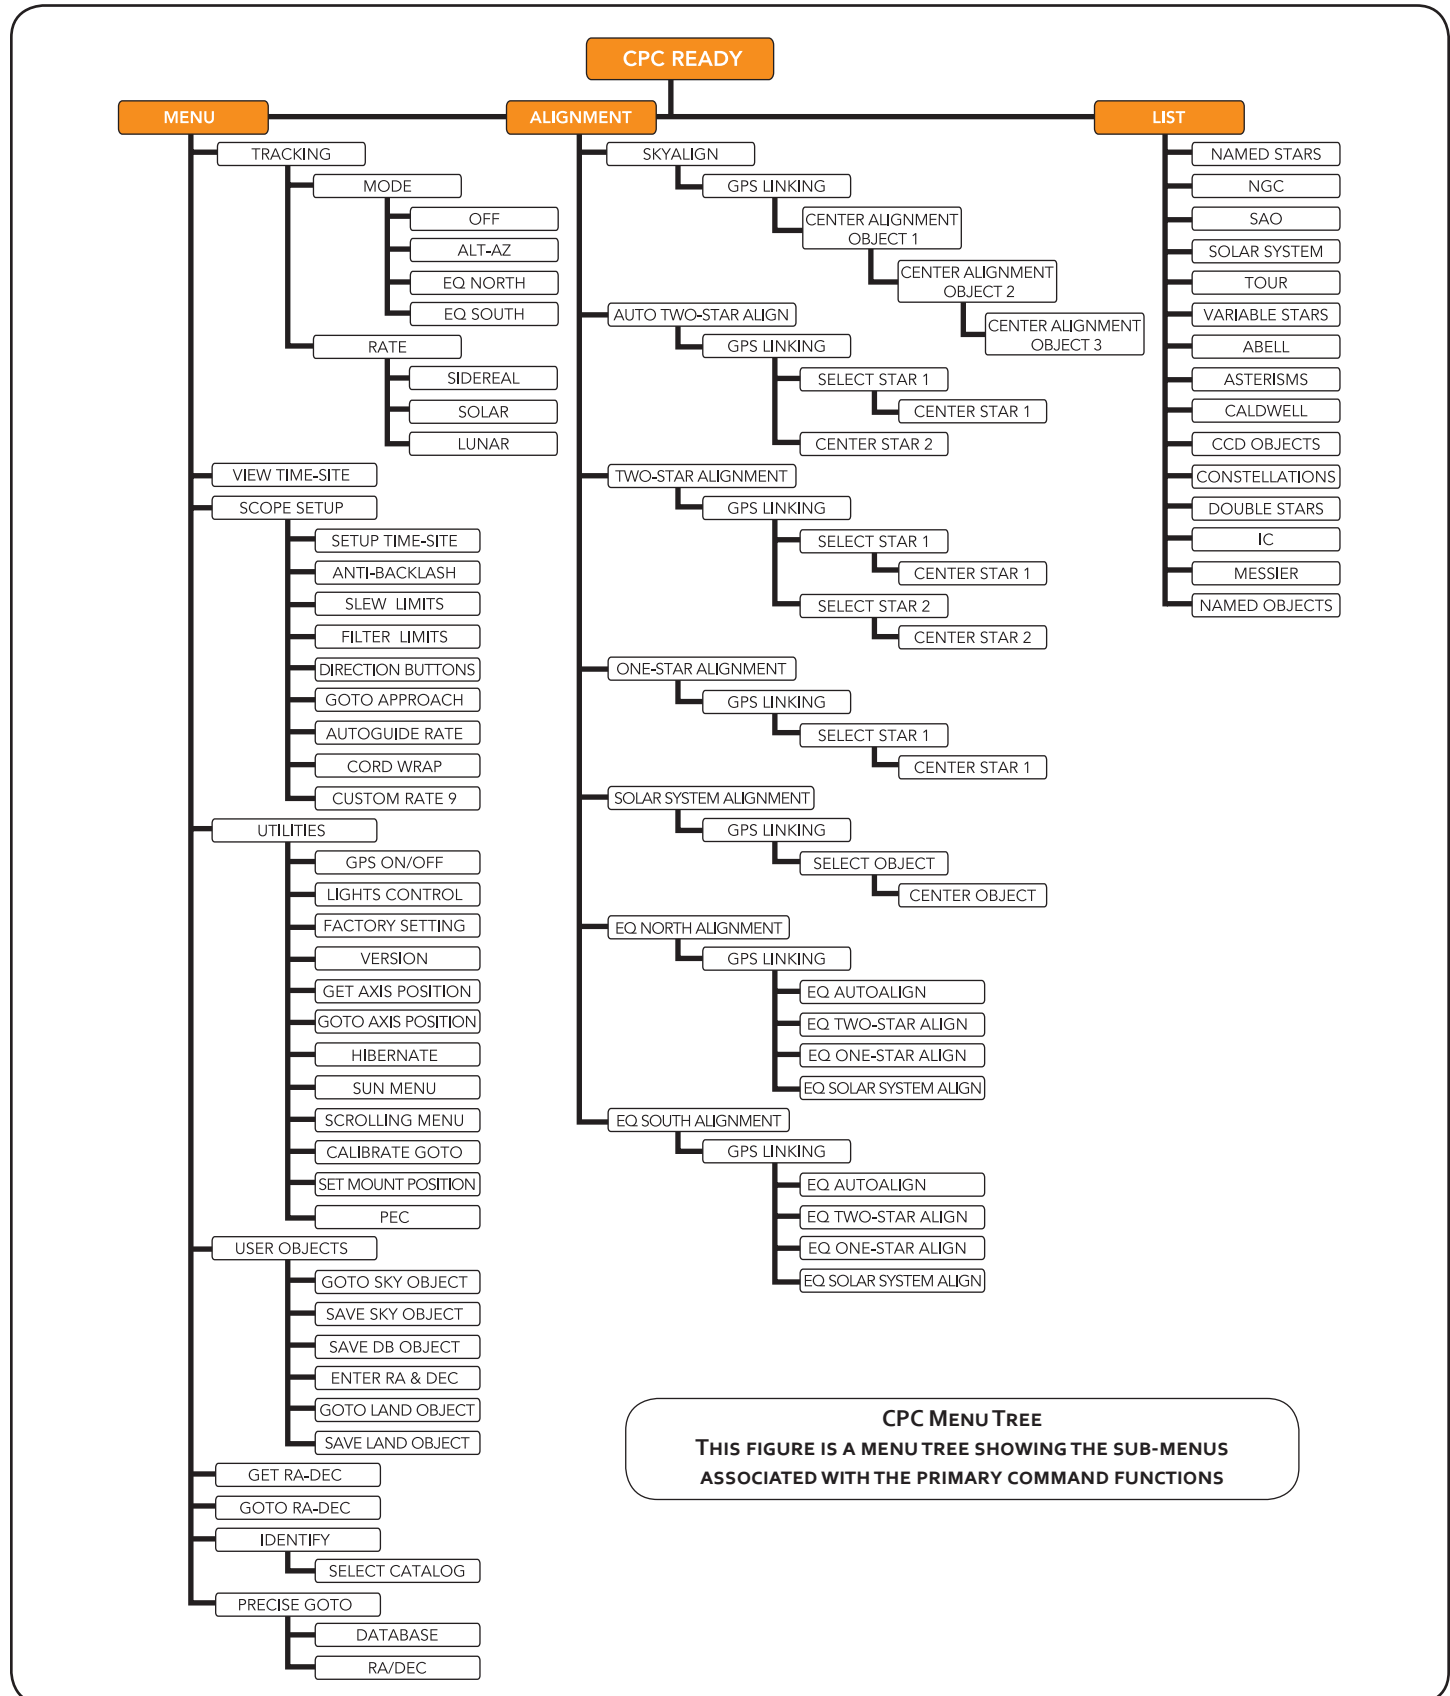 CPC READY
MENU
TRACKING
MODE
OFF
ALT-AZ
EQ NORTH
EQ SOUTH
RATE
SIDEREAL
SOLAR
LUNAR
VIEW TIME-SITE
SCOPE SETUP
SETUP TIME-SITE
ANTI-BACKLASH
SLEW LIMITS
FILTER LIMITS
DIRECTION BUTTONS
GOTO APPROACH
AUTOGUIDE RATE
CORD WRAP
CUSTOM RATE 9
UTILITIES
GPS ON/OFF
LIGHTS CONTROL
FACTORY SETTING
VERSION
GET AXIS POSITION
GOTO AXIS POSITION
HIBERNATE
SUN MENU
SCROLLING MENU
CALIBRATE GOTO
SET MOUNT POSITION
PEC
USER OBJECTS
GOTO SKY OBJECT
SAVE SKY OBJECT
SAVE DB OBJECT
ENTER RA & DEC
GOTO LAND OBJECT
SAVE LAND OBJECT
GET RA-DEC
GOTO RA-DEC
IDENTIFY
SELECT CATALOG
PRECISE GOTO
DATABASE
RA/DEC
ALIGNMENT
SKYALIGN
GPS LINKING
CENTER ALIGNMENT
OBJECT 1
CENTER ALIGNMENT
OBJECT 2
CENTER ALIGNMENT
OBJECT 3
AUTO TWO-STAR ALIGN
GPS LINKING
SELECT STAR 1
CENTER STAR 1
CENTER STAR 2
TWO-STAR ALIGNMENT
GPS LINKING
SELECT STAR 1
CENTER STAR 1
SELECT STAR 2
CENTER STAR 2
ONE-STAR ALIGNMENT
GPS LINKING
SELECT STAR 1
CENTER STAR 1
SOLAR SYSTEM ALIGNMENT
GPS LINKING
SELECT OBJECT
CENTER OBJECT
EQ NORTH ALIGNMENT
GPS LINKING
EQ AUTOALIGN
EQ TWO-STAR ALIGN
EQ ONE-STAR ALIGN
EQ SOLAR SYSTEM ALIGN
EQ SOUTH ALIGNMENT
GPS LINKING
EQ AUTOALIGN
EQ TWO-STAR ALIGN
EQ ONE-STAR ALIGN
EQ SOLAR SYSTEM ALIGN
LIST
NAMED STARS
NGC
SAO
SOLAR SYSTEM
TOUR
VARIABLE STARS
ABELL
ASTERISMS
CALDWELL
CCD OBJECTS
CONSTELLATIONS
DOUBLE STARS
IC
MESSIER
NAMED OBJECTS
CPC MENU TREE
THIS FIGURE IS A MENU TREE SHOWING THE SUB-MENUS
ASSOCIATED WITH THE PRIMARY COMMAND FUNCTIONS